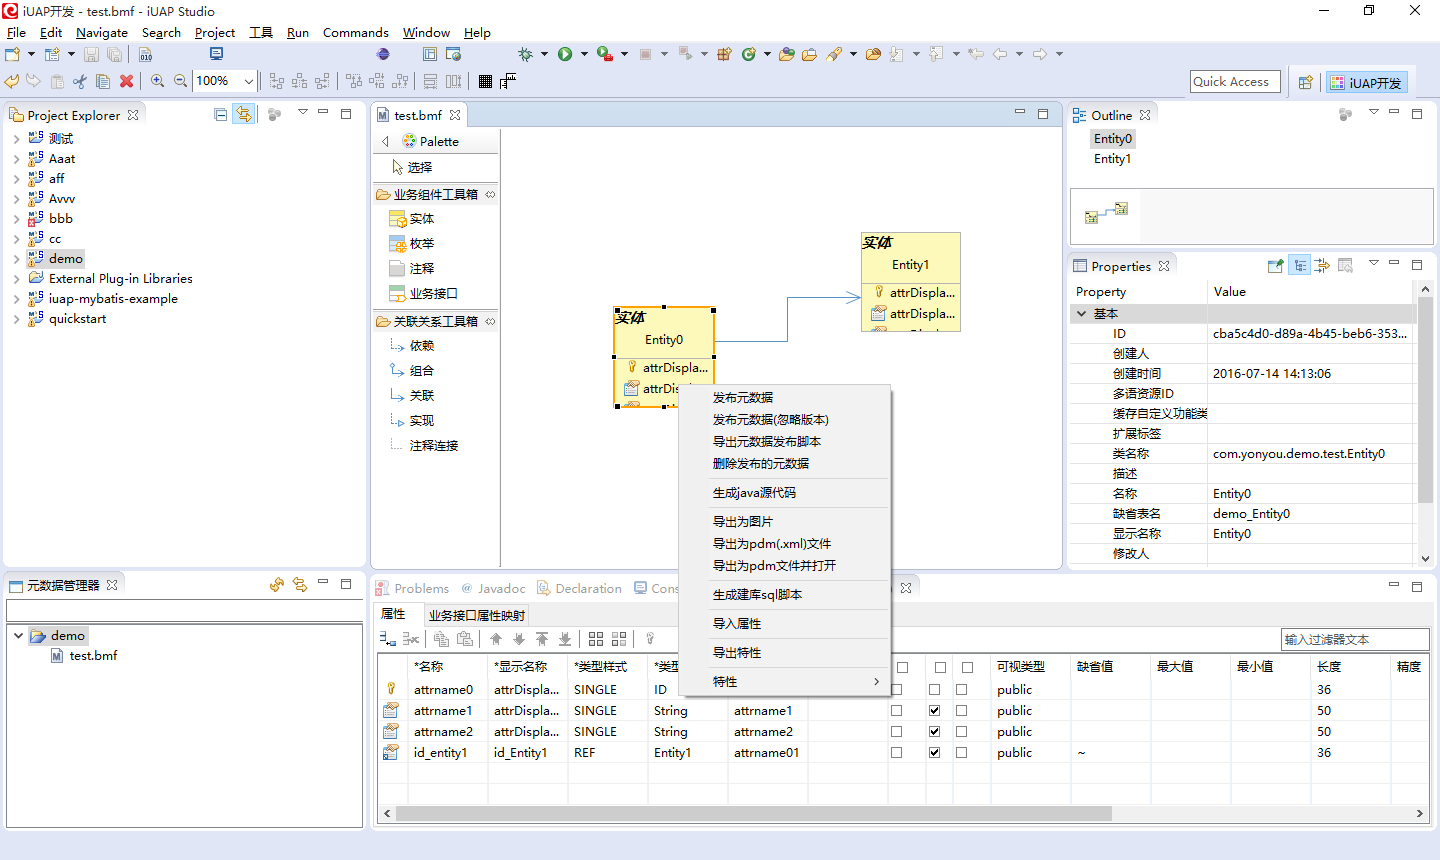 iUAP开发 - test.bmf - iUAP Studio
File Edit Navigate Search Project 工具 Run Commands Window Help
100%
Quick Access
iUAP开发
Project Explorer
测试
Aaat
aff
Avvv
bbb
cc
demo
External Plug-in Libraries
iuap-mybatis-example
quickstart
test.bmf
Palette
选择
业务组件工具箱
实体
枚举
注释
业务接口
关联关系工具箱
依赖
组合
关联
实现
注释连接
实体
Entity0
attrDispla...
实体
Entity1
attrDispla...
attrDispla...
发布元数据
发布元数据(忽略版本)
导出元数据发布脚本
删除发布的元数据
生成java源代码
导出为图片
导出为pdm(.xml)文件
导出为pdm文件并打开
生成建库sql脚本
导入属性
导出特性
特性
Outline
Entity0
Entity1
Properties
Property Value
基本
ID cba5c4d0-d89a-4b45-beb6-353...
创建人
创建时间 2016-07-14 14:13:06
多语资源ID
缓存自定义功能类
扩展标签
类名称 com.yonyou.demo.test.Entity0
描述
名称 Entity0
缺省表名 demo_Entity0
显示名称 Entity0
修改人
元数据管理器
demo
test.bmf
Problems @ Javadoc Declaration Cons
属性 业务接口属性映射
输入过滤器文本
*名称 *显示名称 *类型样式 *类型 可视类型 缺省值 最大值 最小值 长度 精度
attrname0 attrDispla... SINGLE ID public 36
attrname1 attrDispla... SINGLE String attrname1 public 50
attrname2 attrDispla... SINGLE String attrname2 public 50
id_entity1 id_Entity1 REF Entity1 attrname01 public ~ 36